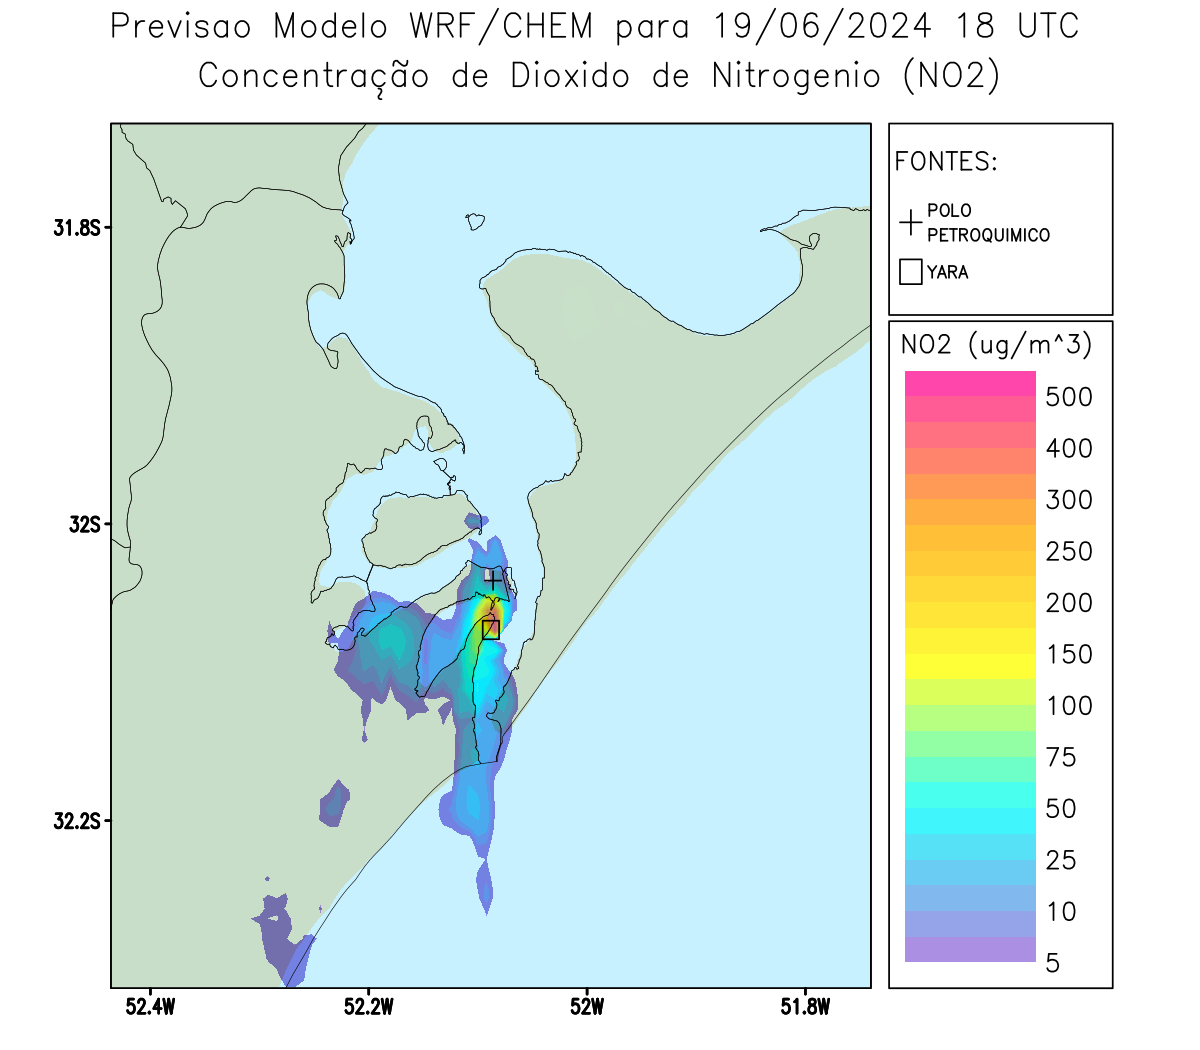 Previsao Modelo WRF/CHEM para 19/06/2024 18 UTC
Concentração de Dioxido de Nitrogenio (NO2)
FONTES:
POLO
PETROQUIMICO
YARA
31.8S
32S
32.2S
52.4W
52.2W
52W
51.8W
NO2 (ug/m^3)
500
400
300
250
200
150
100
75
50
25
10
5